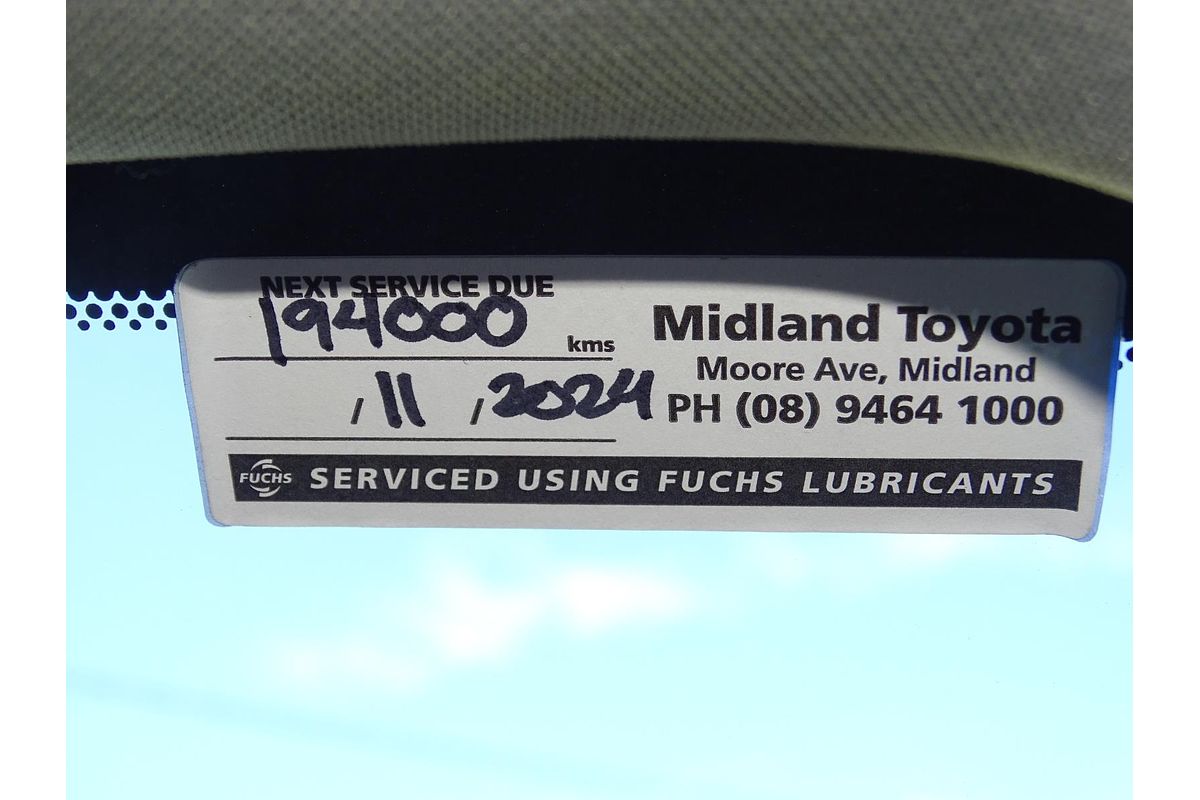 NEXT SERVICE DUE
194000 kms
/ 11 / 2024
Midland Toyota
Moore Ave, Midland
PH (08) 9464 1000
FUCHS SERVICED USING FUCHS LUBRICANTS